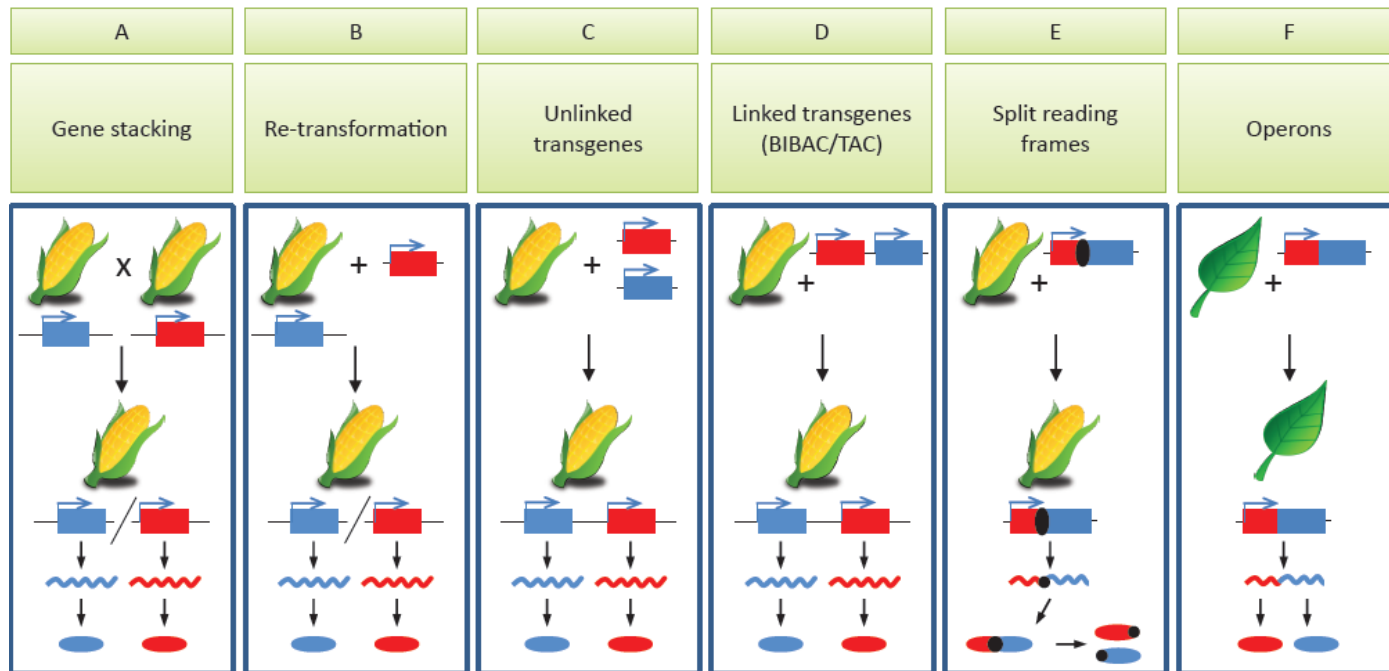 A
B
C
D
E
F
Gene stacking
Re-transformation
Unlinked
transgenes
Linked transgenes
(BIBAC/TAC)
Split reading
frames
Operons
x
+
+
+
+
+